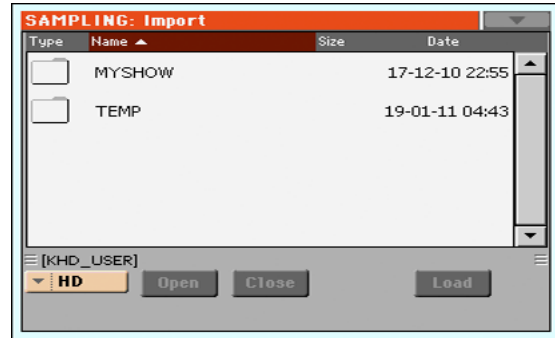 SAMPLING: Import
Type Name Size Date
MYSHOW 17-12-10 22:55
TEMP 19-01-11 04:43
[KHD_USER]
HD Open Close Load